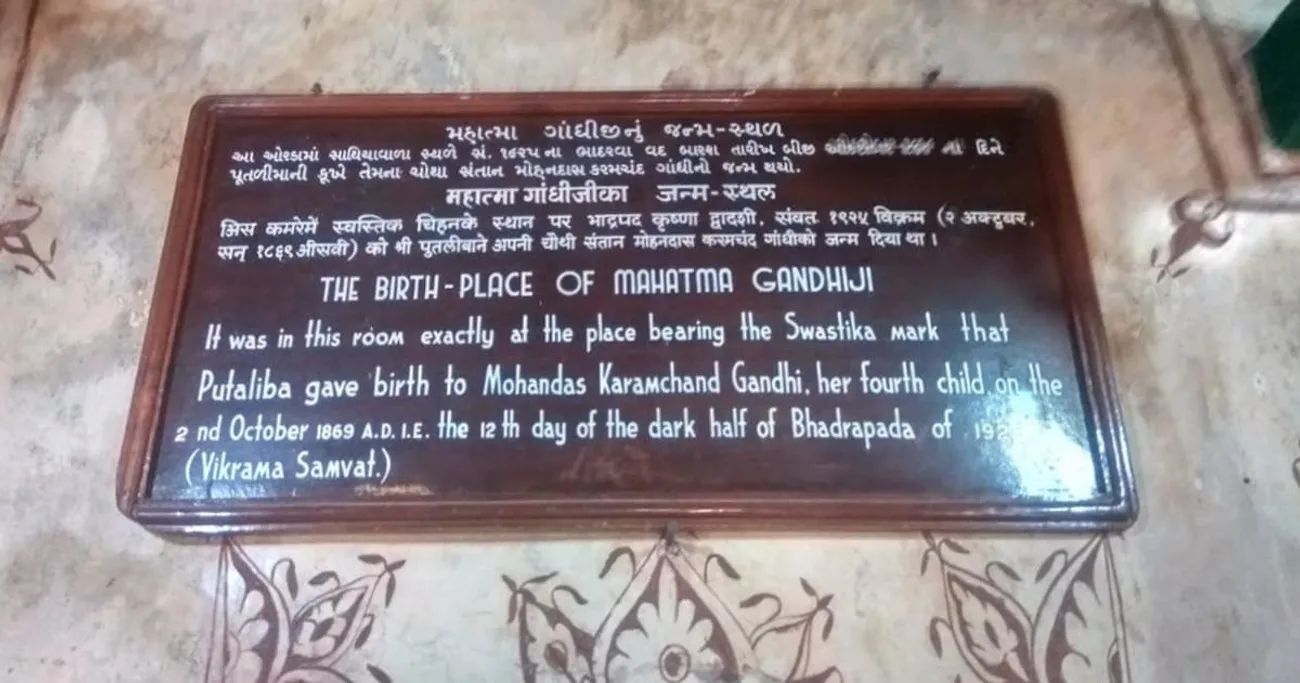 મહાત્મા ગાંધીજીનું જન્મ-સ્થળ
આ ઓરડામાં સાથિયાવાળા સ્થળે સં. ૧૯૨૫ ના ભાદરવા વદ બારશ તારીખ બીજી ના દિને
પૂતળીમાની કૂખે તેમના ચોથા સંતાન મોહનદાસ કરમચંદ ગાંધીનો જન્મ થયો.
महात्मा गांधीजीका जन्म-स्थल
अिस कमरेमें स्वस्तिक चिहनके स्थान पर भाद्रपद कृष्णा द्वादशी, संवत १९२५ विक्रम (२ अक्टुबर,
सन् १८६९ अीसवी) को श्री पुतलीबाने अपनी चौथी संतान मोहनदास करमचंद गांधीको जन्म दिया था।
THE BIRTH-PLACE OF MAHATMA GANDHIJI
It was in this room exactly at the place bearing the Swastika mark that
Putaliba gave birth to Mohandas Karamchand Gandhi, her fourth child, on the
2 nd October 1869 A.D. I.E. the 12 th day of the dark half of Bhadrapada of
(Vikrama Samvat.)